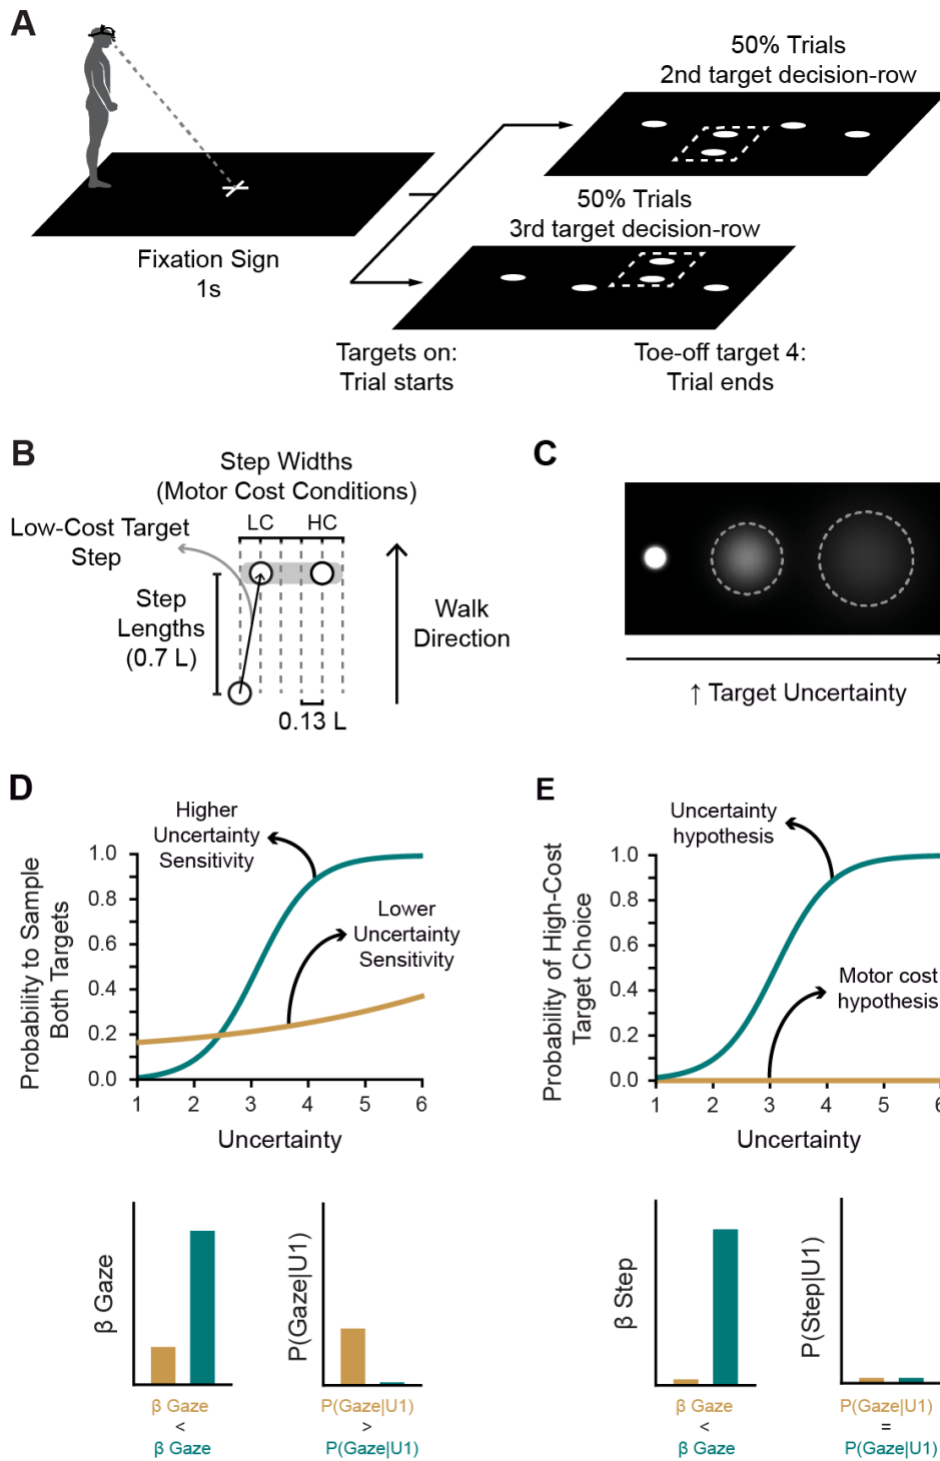 A
50% Trials
2nd target decision-row
50% Trials
3rd target decision-row
Fixation Sign
1s
Targets on:
Trial starts
Toe-off target 4:
Trial ends
B
Step Widths
(Motor Cost Conditions)
LC
HC
Low-Cost Target
Step
Step
Lengths
(0.7 L)
Walk
Direction
0.13 L
C
↑ Target Uncertainty
D
Higher
Uncertainty
Sensitivity
Lower
Uncertainty
Sensitivity
Probability to Sample
Both Targets
1.0
0.8
0.6
0.4
0.2
0.0
1 2 3 4 5 6
Uncertainty
E
Uncertainty
hypothesis
Motor cost
hypothesis
Probability of High-Cost
Target Choice
1.0
0.8
0.6
0.4
0.2
0.0
1 2 3 4 5 6
Uncertainty
β Gaze
β Gaze
<
β Gaze
P(Gaze|U1)
P(Gaze|U1)
>
P(Gaze|U1)
β Step
β Gaze
<
β Gaze
P(Step|U1)
P(Gaze|U1)
=
P(Gaze|U1)